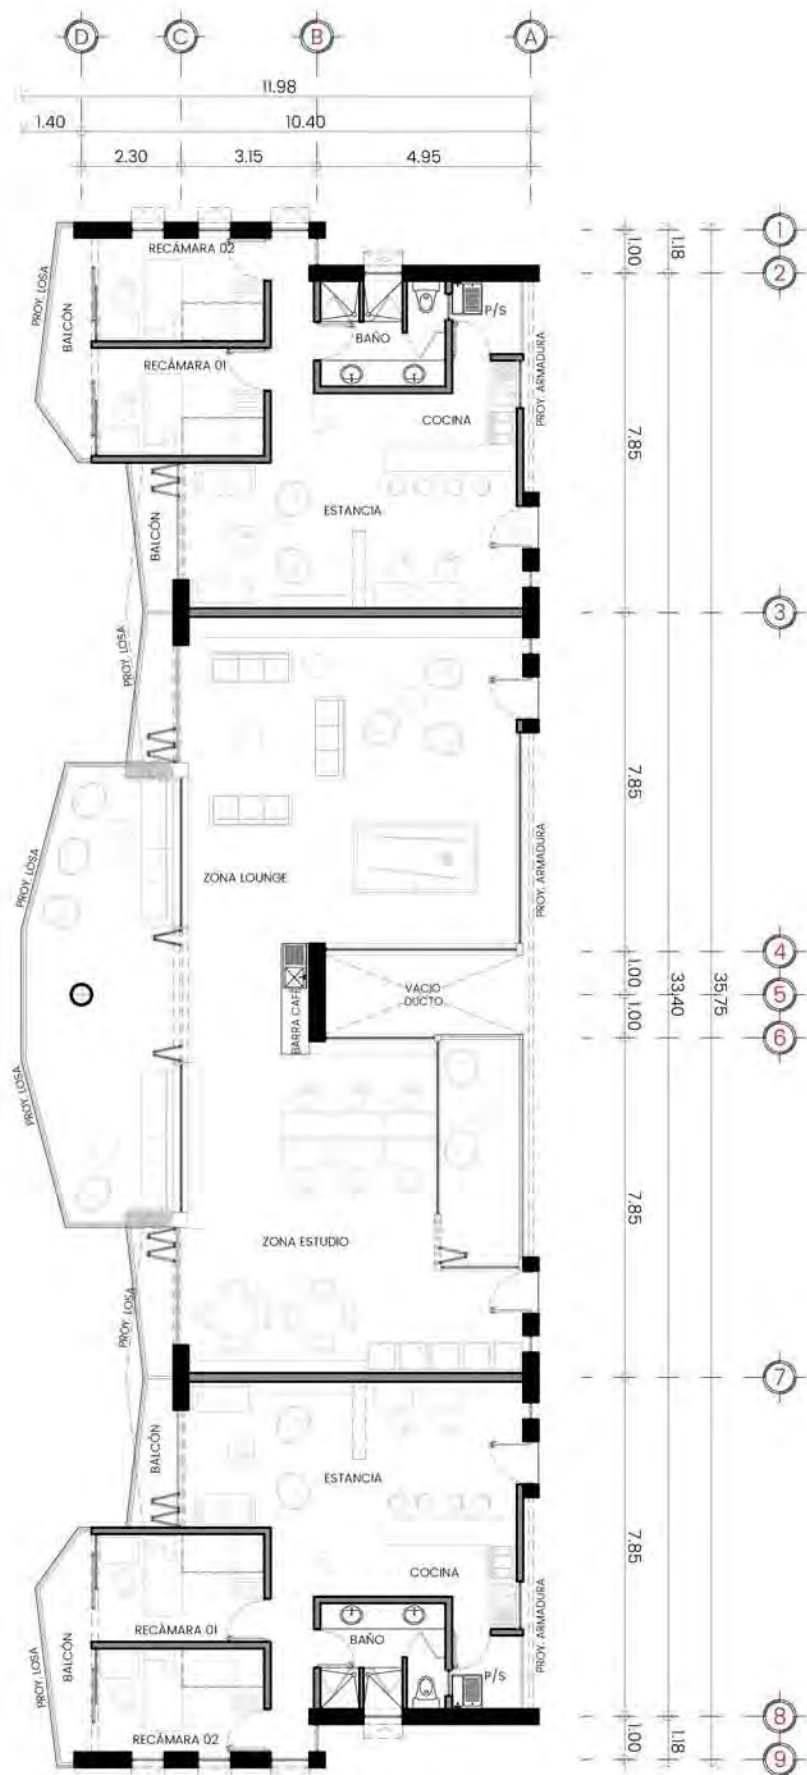 D
C
B
A
11.98
1.40
10.40
2.30
3.15
4.95
1
RECÁMARA 02
1.00
1.18
2
PROY. LOSA
BALCÓN
P/S
BAÑO
PROY. ARMADURA
RECÁMARA 01
COCINA
7.85
ESTANCIA
BALCÓN
3
PROY. LOSA
7.85
PROY. LOSA
ZONA LOUNGE
PROY. ARMADURA
4
1.00
33.40
35.75
VACIO
DUCTO
5
BARRA CAFE
1.00
6
PROY. LOSA
7.85
ZONA ESTUDIO
PROY. LOSA
7
BALCÓN
ESTANCIA
7.85
COCINA
PROY. ARMADURA
RECÁMARA 01
BAÑO
BALCÓN
PROY. LOSA
P/S
8
RECÁMARA 02
1.00
1.18
9